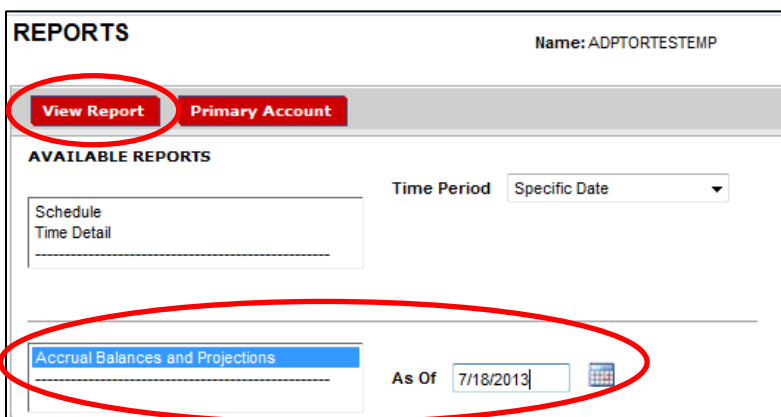 REPORTS
Name: ADPTORTESTEMP
View Report Primary Account
AVAILABLE REPORTS
Time Period Specific Date
Schedule
Time Detail
--------------------------------------------------
Accrual Balances and Projections
--------------------------------------------------
As Of 7/18/2013